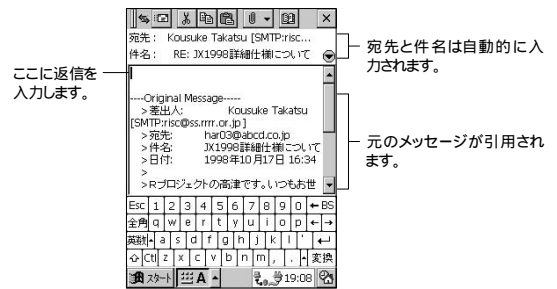 宛先： Kousuke Takatsu [SMTP:risc...
件名： RE: JX1998詳細仕様について
宛先と件名は自動的に入
力されます。
ここに返信を
入力します。
----Original Message-----
>差出人: Kousuke Takatsu
[SMTP:risc@ss.rrrr.or.jp]
>宛先: har03@abcd.co.jp
>件名: JX1998詳細仕様について
>日付: 1998年10月17日 16:34
>
>Rプロジェクトの高津です。いつもお世
元のメッセージが引用され
ます。
Esc 1 2 3 4 5 6 7 8 9 0 ←BS
全角 q w e r t y u i o p ← →
英数 a s d f g h j k l '
Ctl z x c v b n m , . 変換
スタート A 19:08